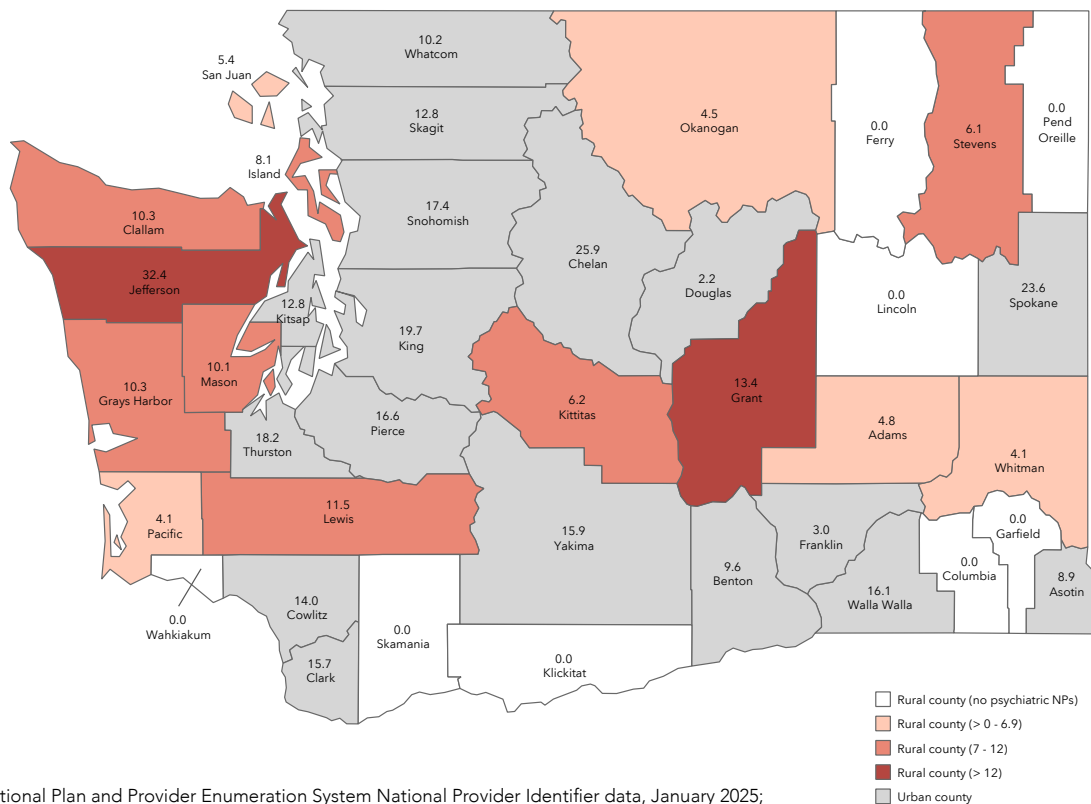 10.2
Whatcom
5.4
San Juan
12.8
Skagit
4.5
Okanogan
0.0
Ferry
6.1
Stevens
0.0
Pend
Oreille
8.1
Island
17.4
Snohomish
10.3
Clallam
25.9
Chelan
2.2
Douglas
32.4
Jefferson
12.8
Kitsap
0.0
Lincoln
23.6
Spokane
19.7
King
10.1
Mason
10.3
Grays Harbor
6.2
Kittitas
13.4
Grant
16.6
Pierce
4.8
Adams
18.2
Thurston
4.1
Whitman
11.5
Lewis
4.1
Pacific
15.9
Yakima
3.0
Franklin
0.0
Garfield
9.6
Benton
0.0
Columbia
8.9
Asotin
16.1
Walla Walla
14.0
Cowlitz
0.0
Wahkiakum
0.0
Skamania
15.7
Clark
0.0
Klickitat
Rural county (no psychiatric NPs)
Rural county (> 0 - 6.9)
Rural county (7 - 12)
Rural county (> 12)
Urban county
tional Plan and Provider Enumeration System National Provider Identifier data, January 2025;